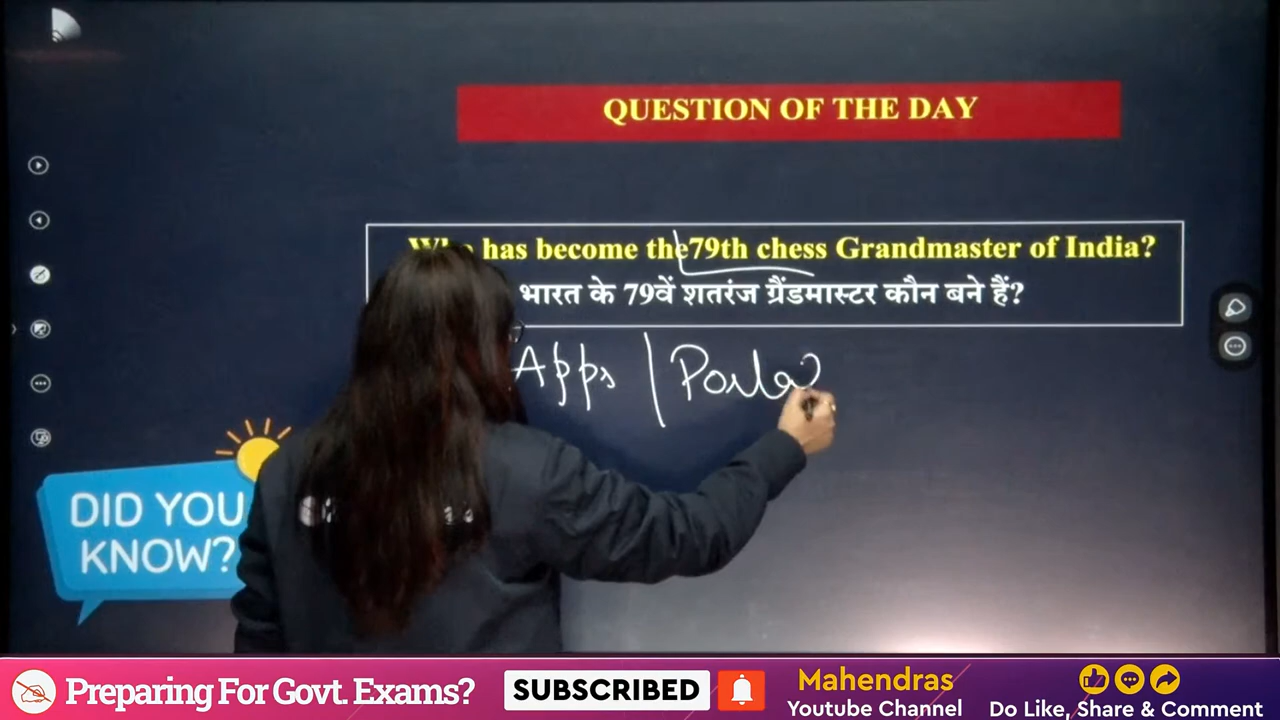 QUESTION OF THE DAY
Who has become the 79th chess Grandmaster of India?
भारत के 79वें शतरंज ग्रैंडमास्टर कौन बने हैं?
Apps |
DID YOU
KNOW?
Preparing For Govt. Exams?
SUBSCRIBED
Mahendras
Youtube Channel
Do Like, Share & Comment